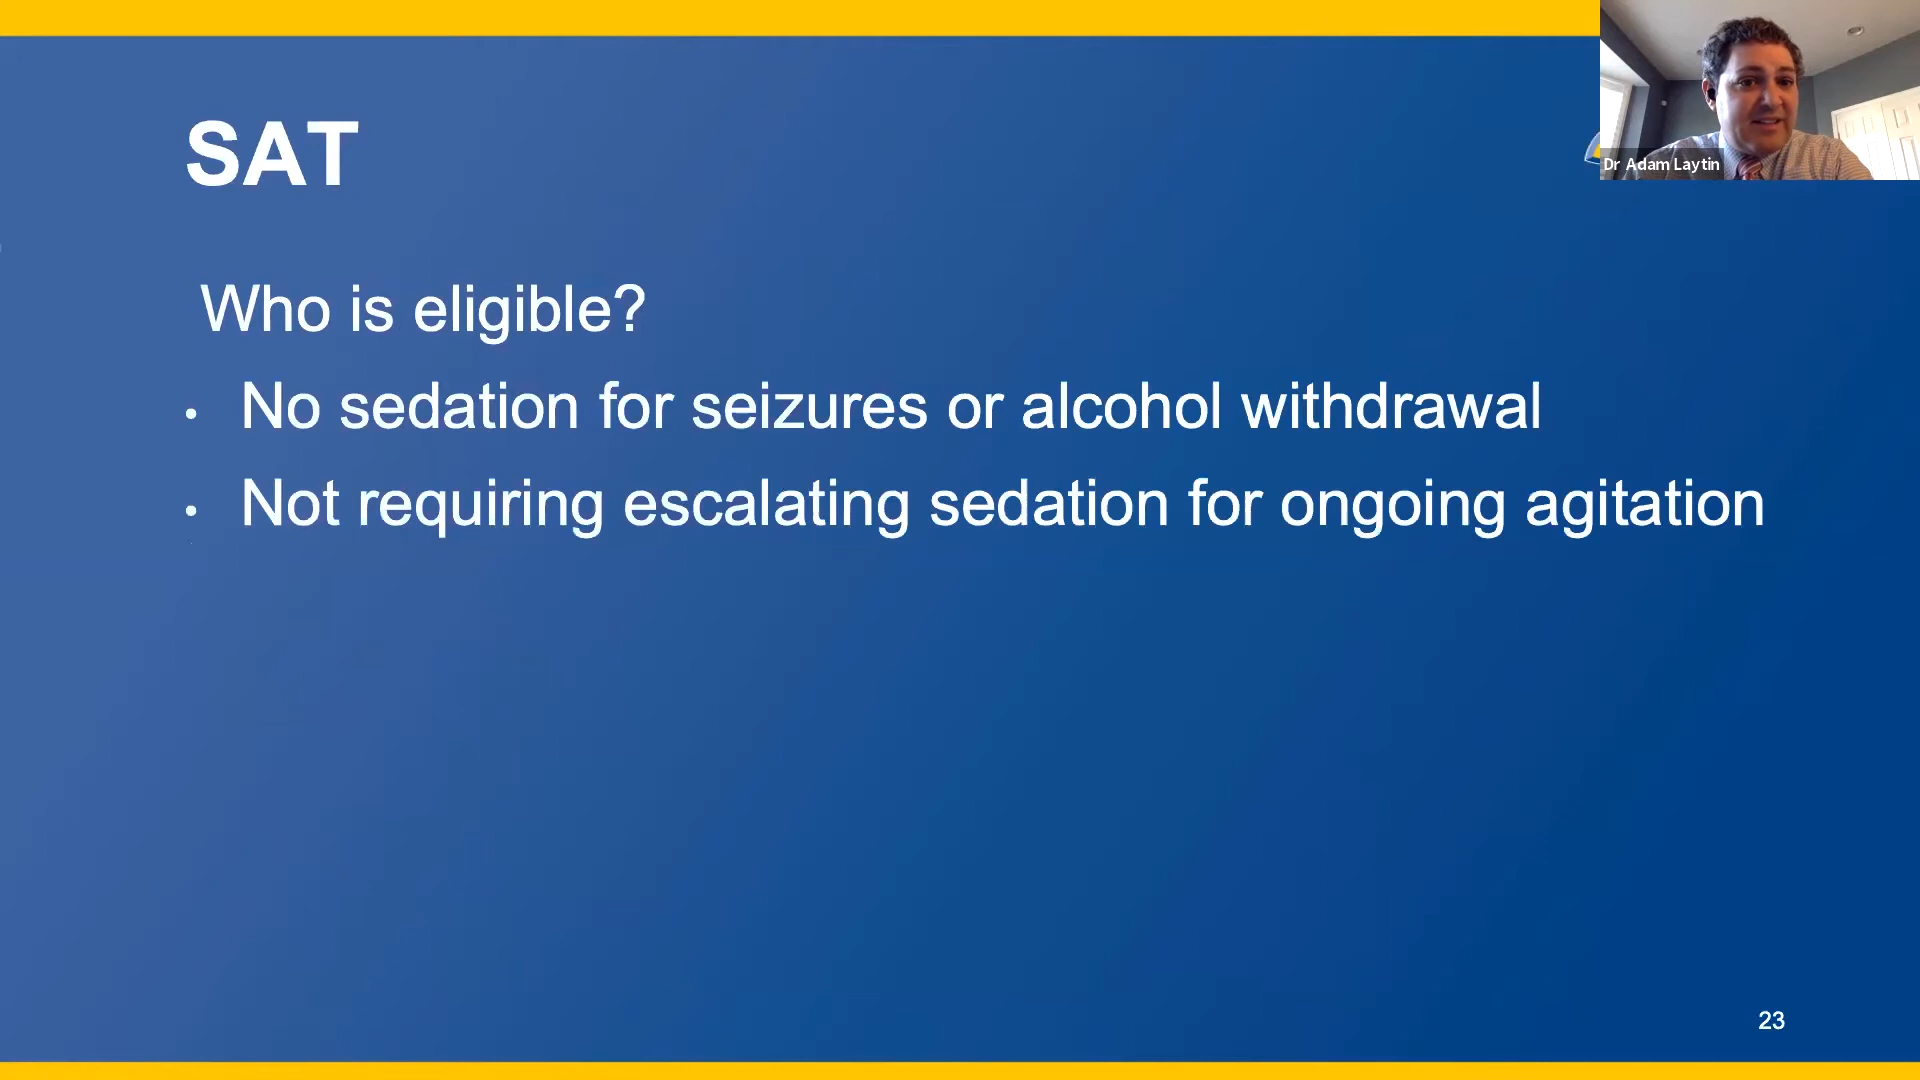 SAT
Who is eligible?
• No sedation for seizures or alcohol withdrawal
• Not requiring escalating sedation for ongoing agitation
Dr Adam Laytin
23